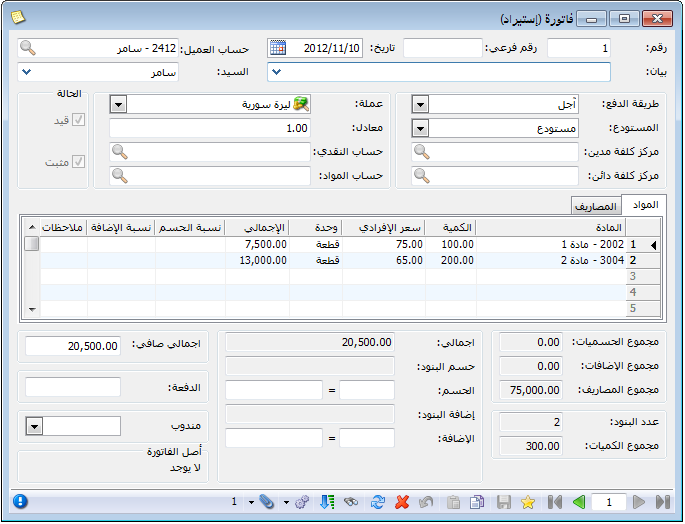 فاتورة (إستيراد)
رقم: 1 رقم فرعي: تاريخ: 2012/11/10 حساب العميل: 2412 - سامر
بيان: السيد: سامر
طريقة الدفع: آجل عملة: ليرة سورية الحالة
المستودع: مستودع معادل: 1.00 قيد
مركز كلفة مدين: حساب النقدي: مثبت
مركز كلفة دائن: حساب المواد:
المواد المصاريف
المادة الكمية سعر الإفرادي وحدة الإجمالي نسبة الحسم نسبة الإضافة ملاحظات
1 2002 - مادة 1 100.00 75.00 قطعة 7,500.00
2 3004 - مادة 2 200.00 65.00 قطعة 13,000.00
3
4
5
مجموع الحسميات: 0.00 اجمالي: 20,500.00 اجمالي صافي: 20,500.00
مجموع الإضافات: 0.00 حسم البنود:
مجموع المصاريف: 75,000.00 الحسم: = الدفعة:
عدد البنود: 2 إضافة البنود: مندوب
مجموع الكميات: 300.00 الإضافة: = أصل الفاتورة
لا يوجد
1 1